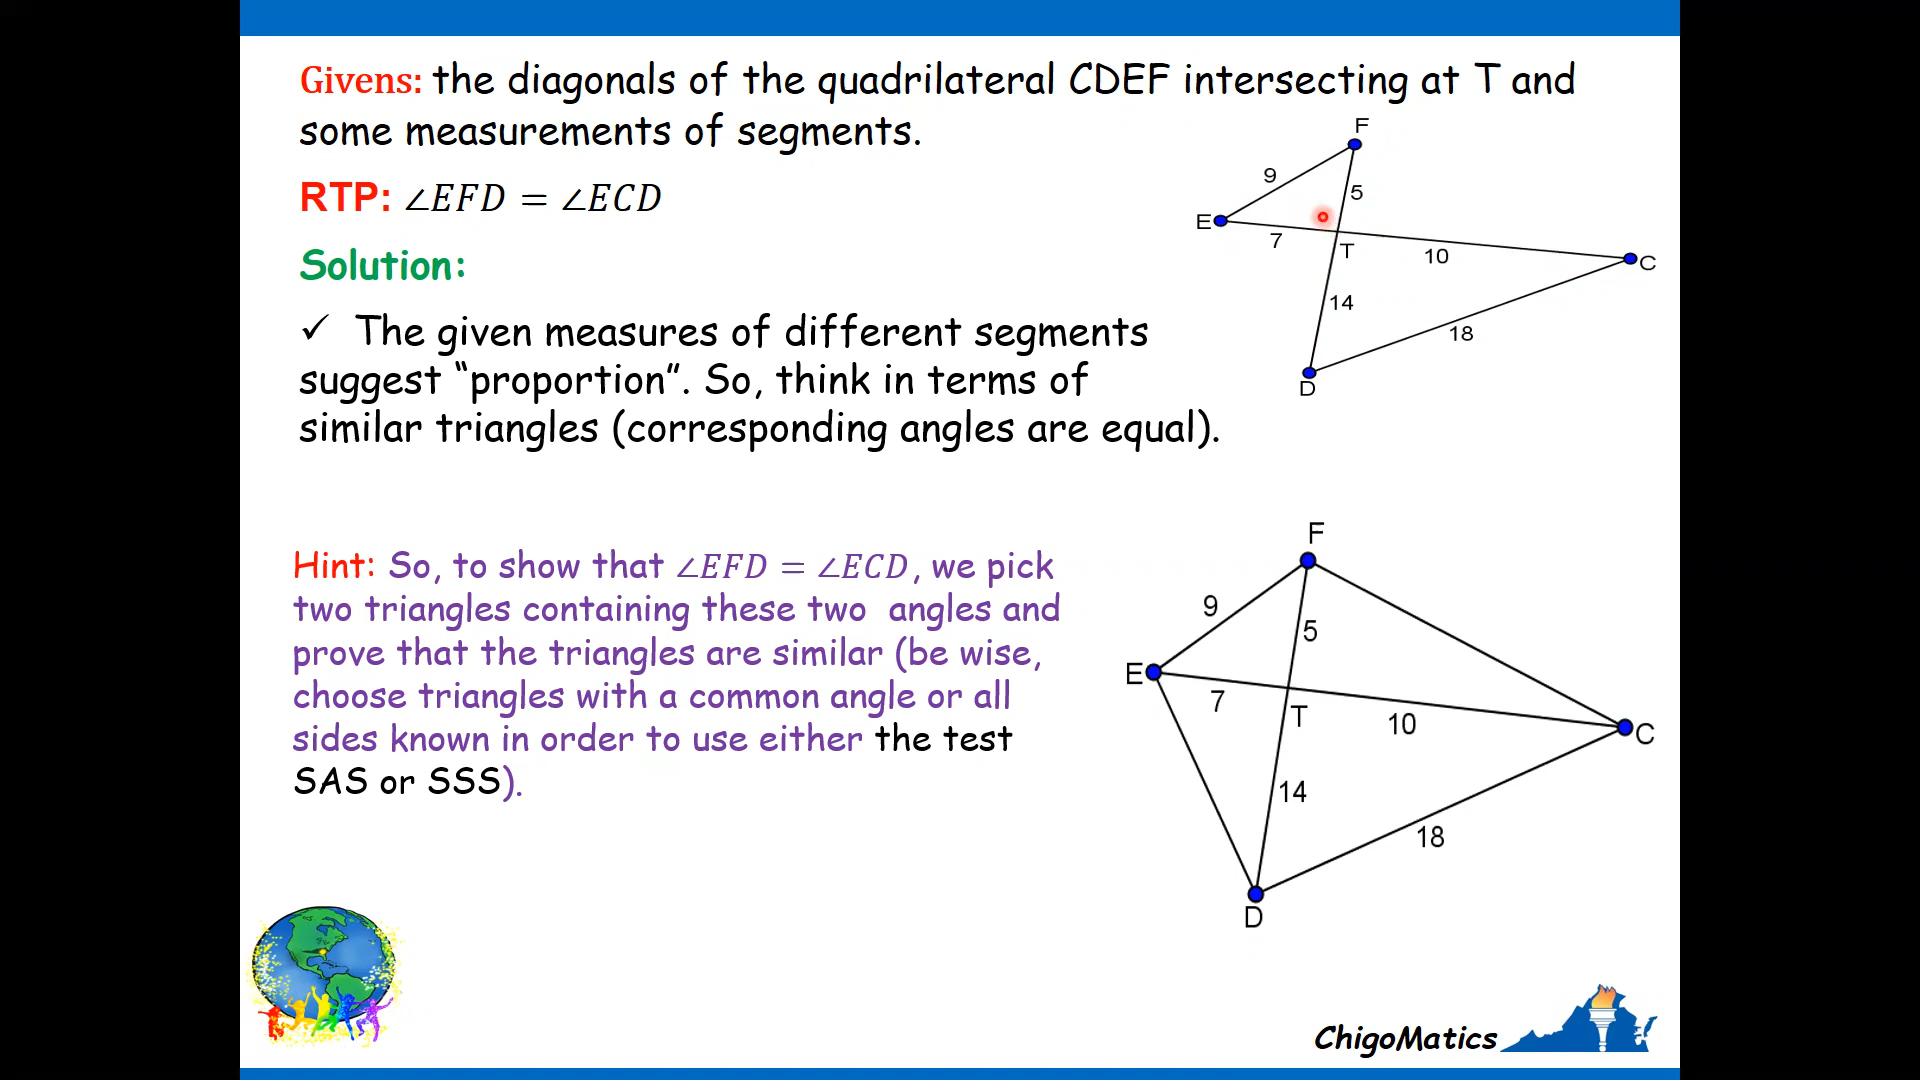 Givens: the diagonals of the quadrilateral CDEF intersecting at T and
some measurements of segments.
RTP: ∠EFD = ∠ECD
Solution:
✓ The given measures of different segments
suggest “proportion”. So, think in terms of
similar triangles (corresponding angles are equal).
F
9
5
E
7
T
10
C
14
18
D
Hint: So, to show that ∠EFD = ∠ECD, we pick
two triangles containing these two angles and
prove that the triangles are similar (be wise,
choose triangles with a common angle or all
sides known in order to use either the test
SAS or SSS).
F
9
5
E
7
T
10
C
14
18
D
ChigoMatics